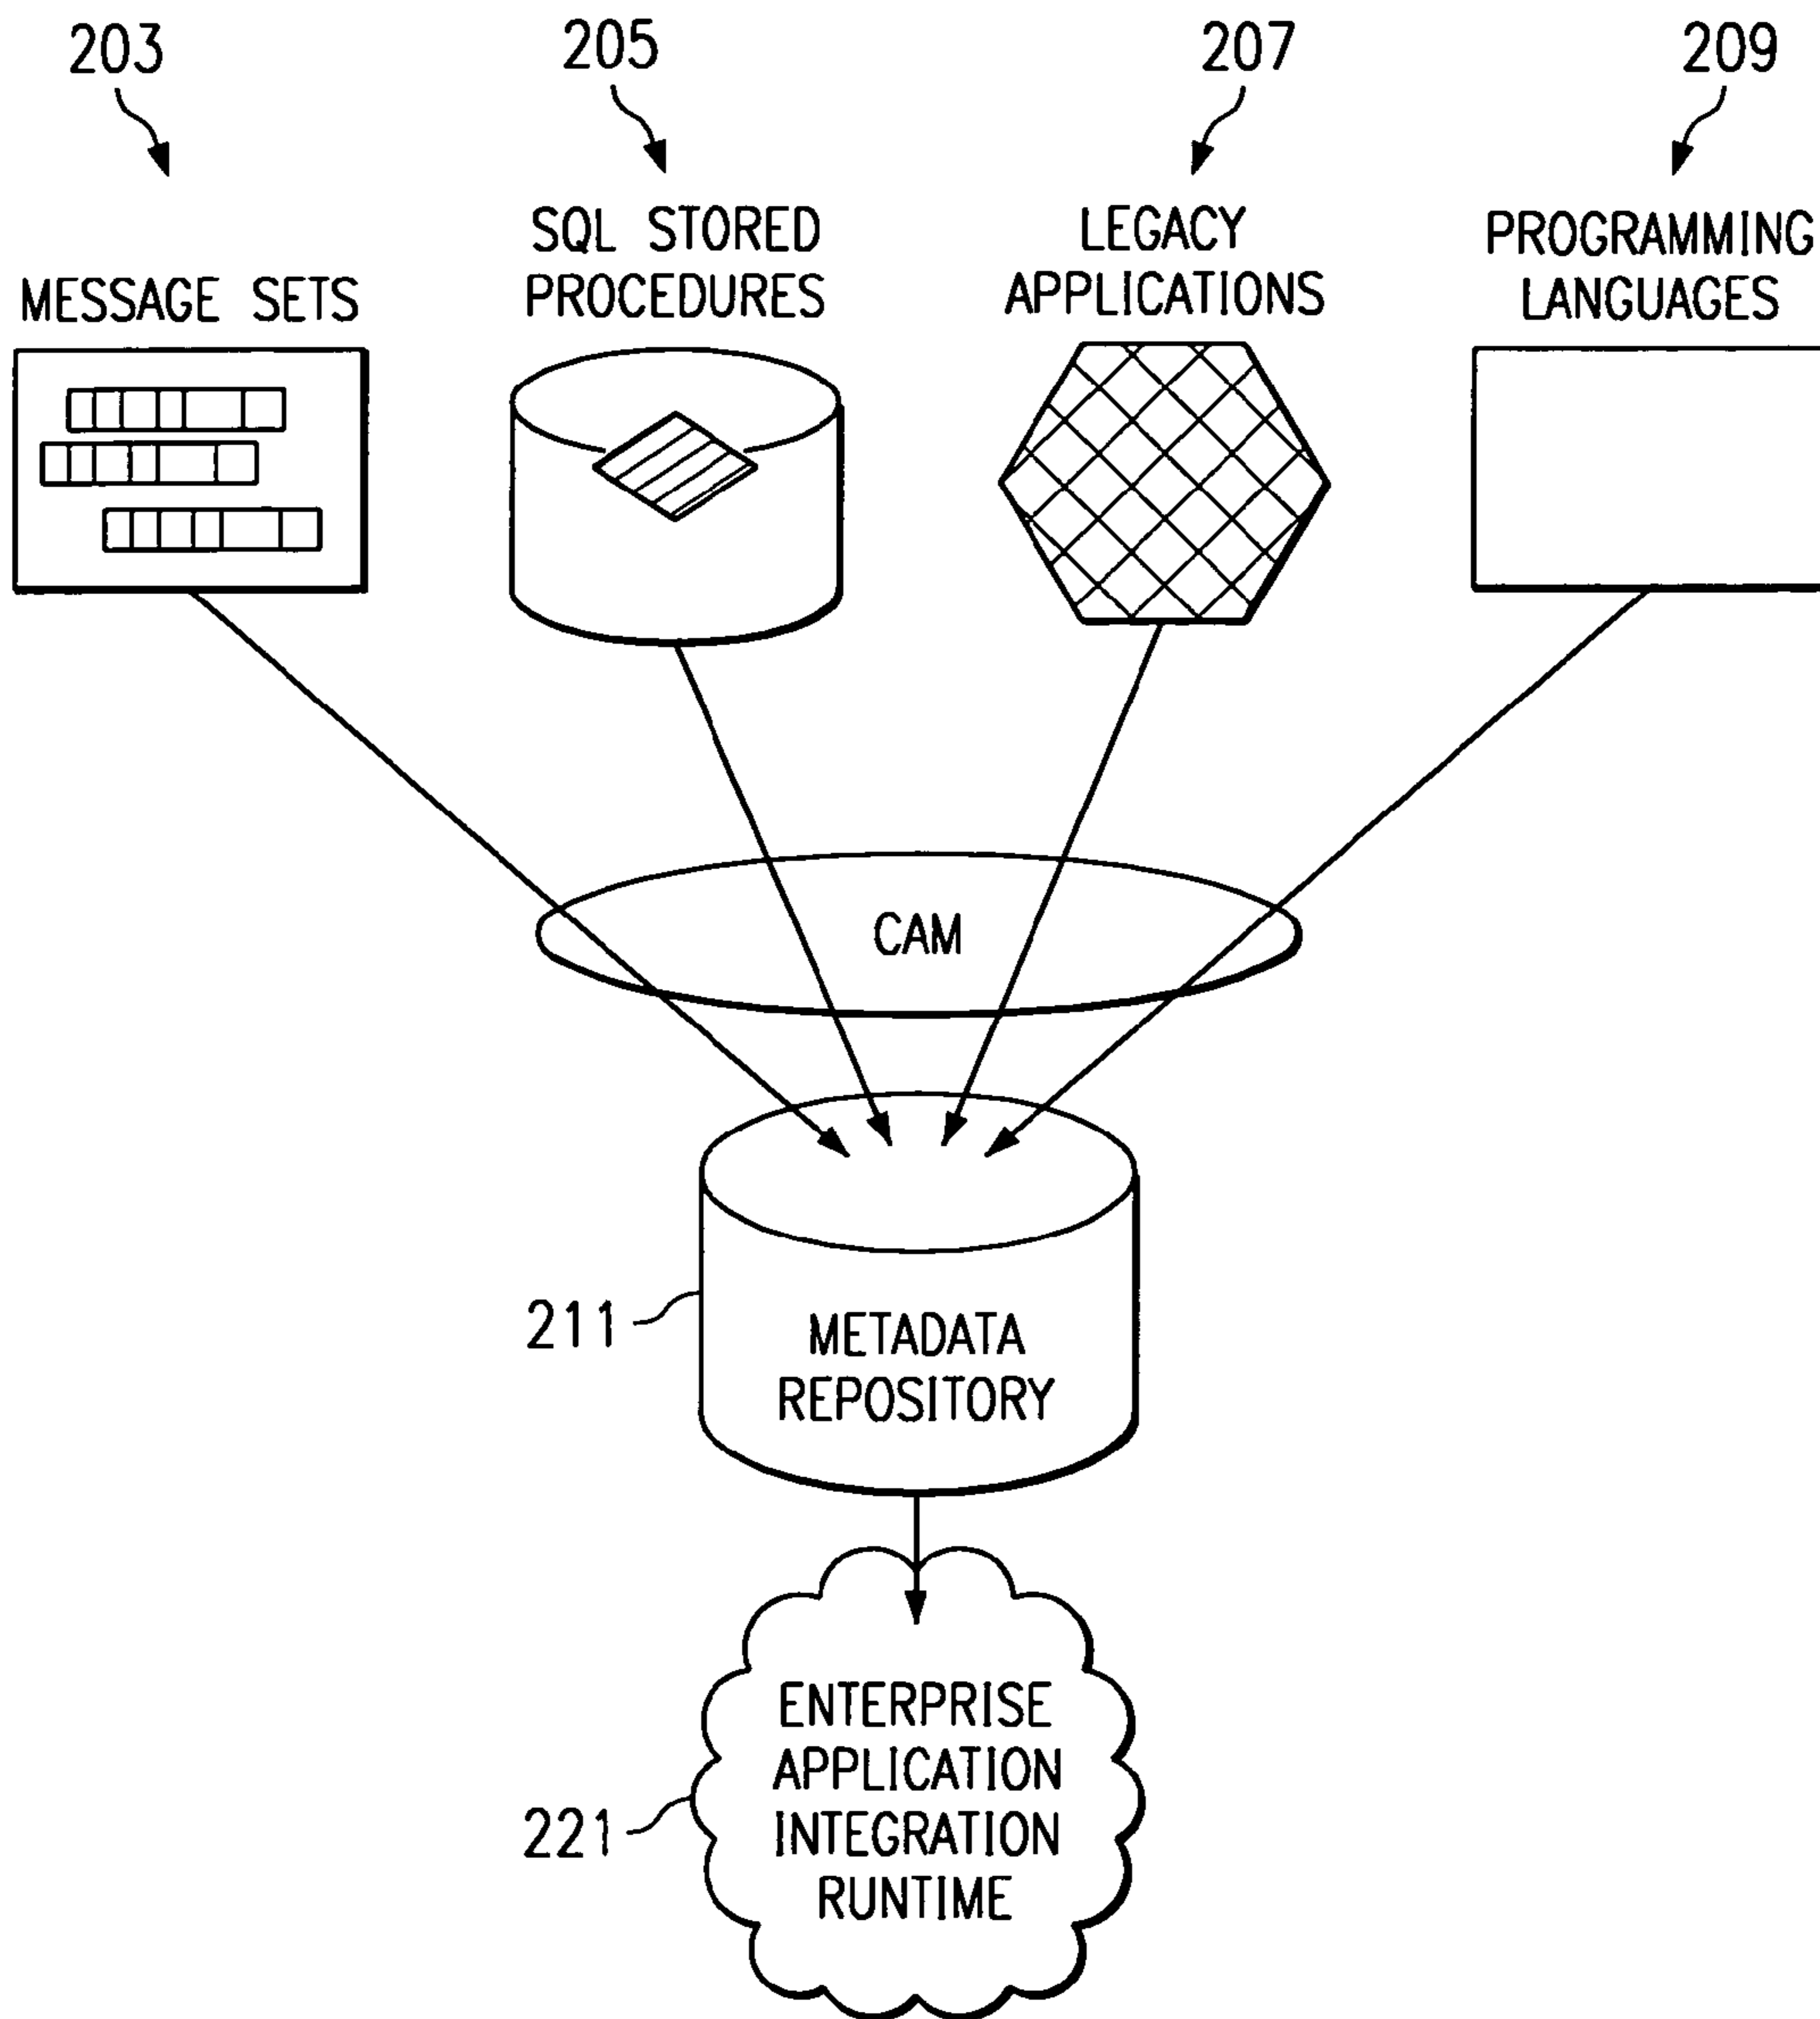 203
205
207
209
MESSAGE SETS
SQL STORED
PROCEDURES
LEGACY
APPLICATIONS
PROGRAMMING
LANGUAGES
CAM
211
METADATA
REPOSITORY
221
ENTERPRISE
APPLICATION
INTEGRATION
RUNTIME